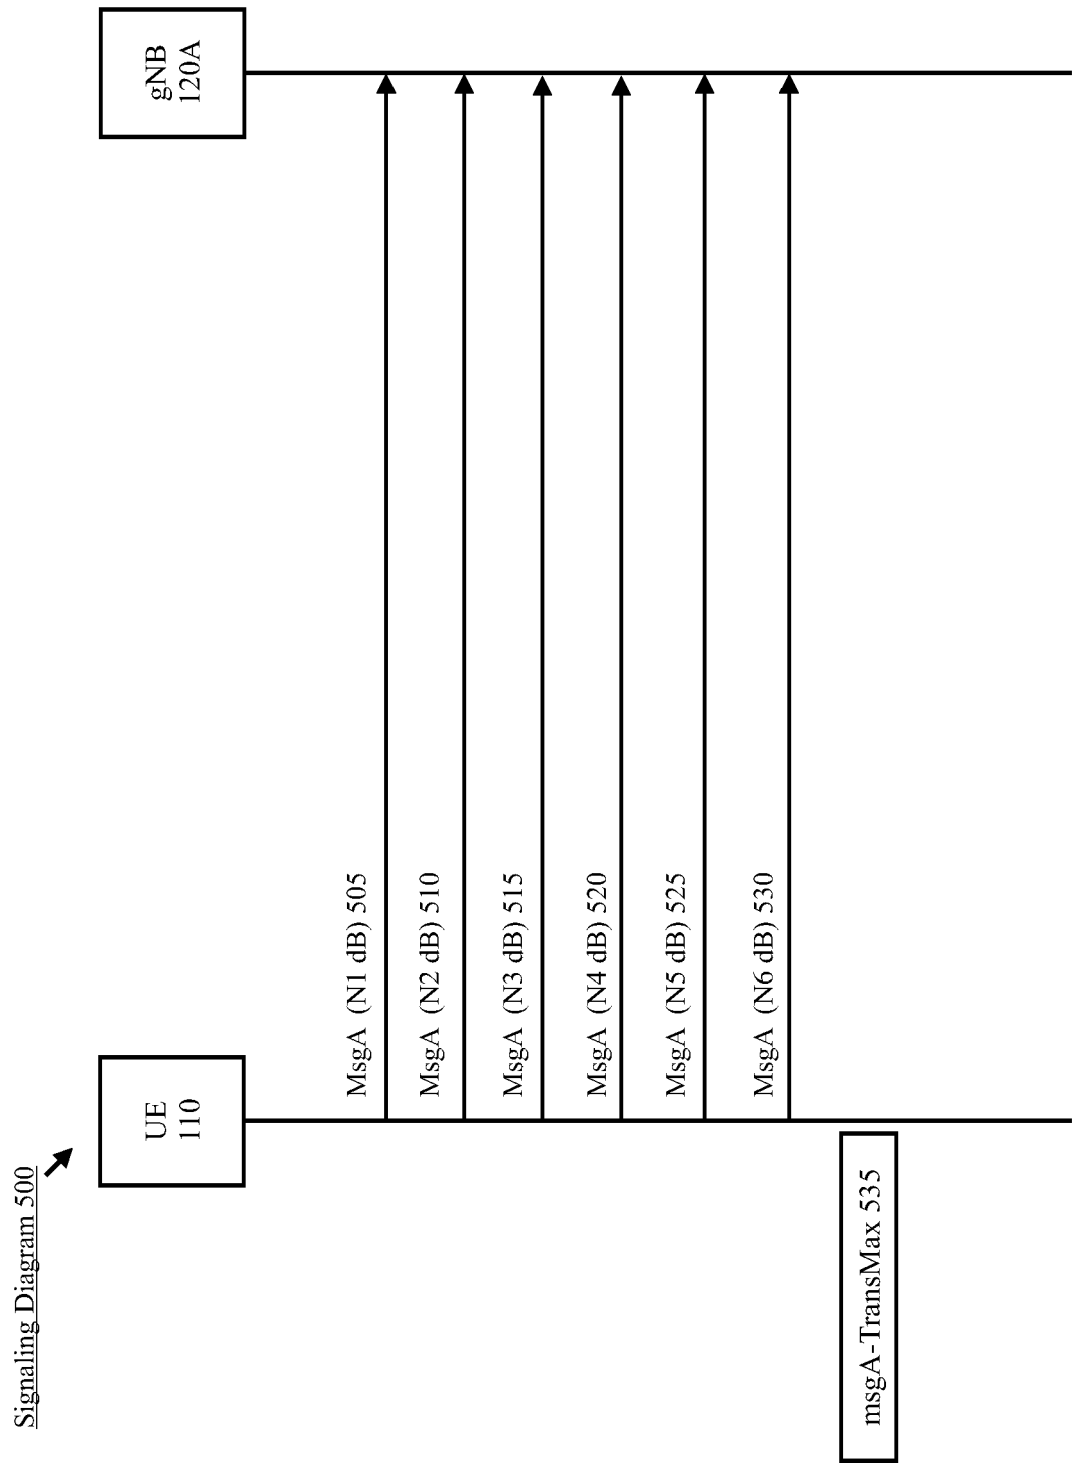 Signaling Diagram 500
UE
110
gNB
120A
MsgA (N1 dB) 505
MsgA (N2 dB) 510
MsgA (N3 dB) 515
MsgA (N4 dB) 520
MsgA (N5 dB) 525
MsgA (N6 dB) 530
msgA-TransMax 535